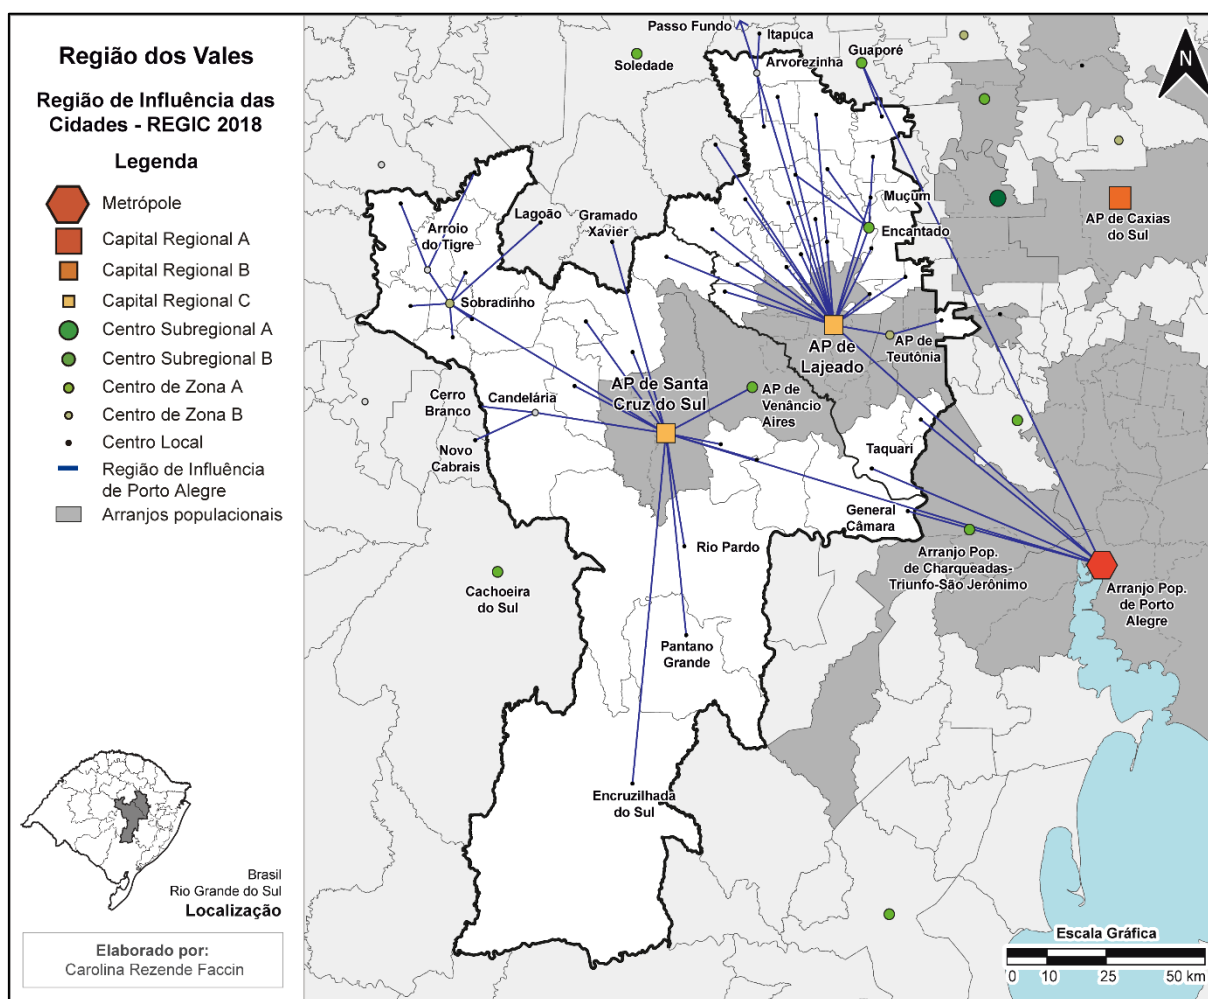 Região dos Vales
Região de Influência das
Cidades - REGIC 2018
Legenda
Metrópole
Capital Regional A
Capital Regional B
Capital Regional C
Centro Subregional A
Centro Subregional B
Centro de Zona A
Centro de Zona B
Centro Local
Região de Influência
de Porto Alegre
Arranjos populacionais
Brasil
Rio Grande do Sul
Localização
Elaborado por:
Carolina Rezende Faccin
Passo Fundo
Itapuca
Guaporé
N
Soledade
Arvorezinha
Muçum
AP de Caxias
do Sul
Lagoão
Gramado
Xavier
Arroio
do Tigre
Encantado
Sobradinho
AP de
Teutônia
AP de
Lajeado
AP de Santa
Cruz do Sul
AP de
Venâncio
Aires
Cerro
Branco
Candelária
Novo
Cabrais
Taquari
General
Câmara
Rio Pardo
Arranjo Pop.
de Charqueadas-
Triunfo-São Jerônimo
Arranjo Pop.
de Porto
Alegre
Cachoeira
do Sul
Pantano
Grande
Encruzilhada
do Sul
Escala Gráfica
0 10 25 50 km